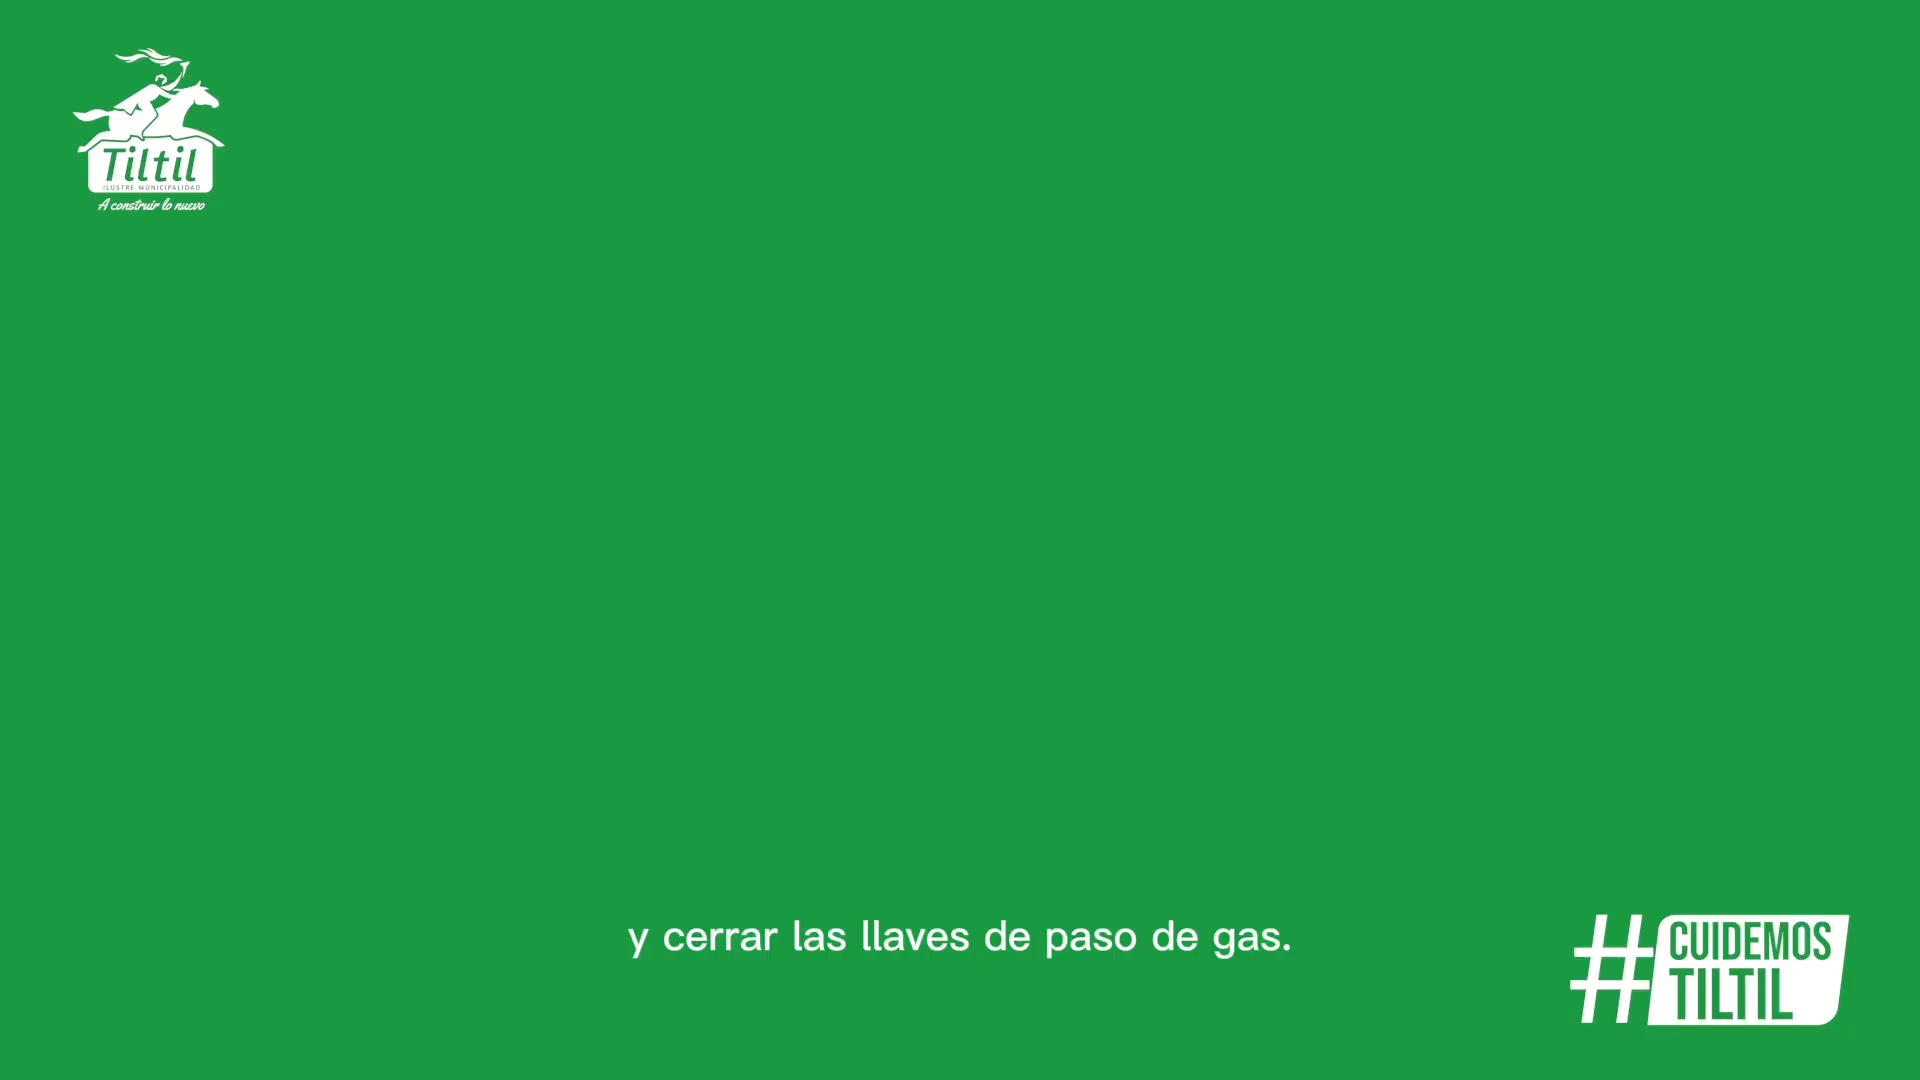 Tiltil
ILUSTRE MUNICIPALIDAD
A construir lo nuevo
y cerrar las llaves de paso de gas.
#CUIDEMOS
TILTIL